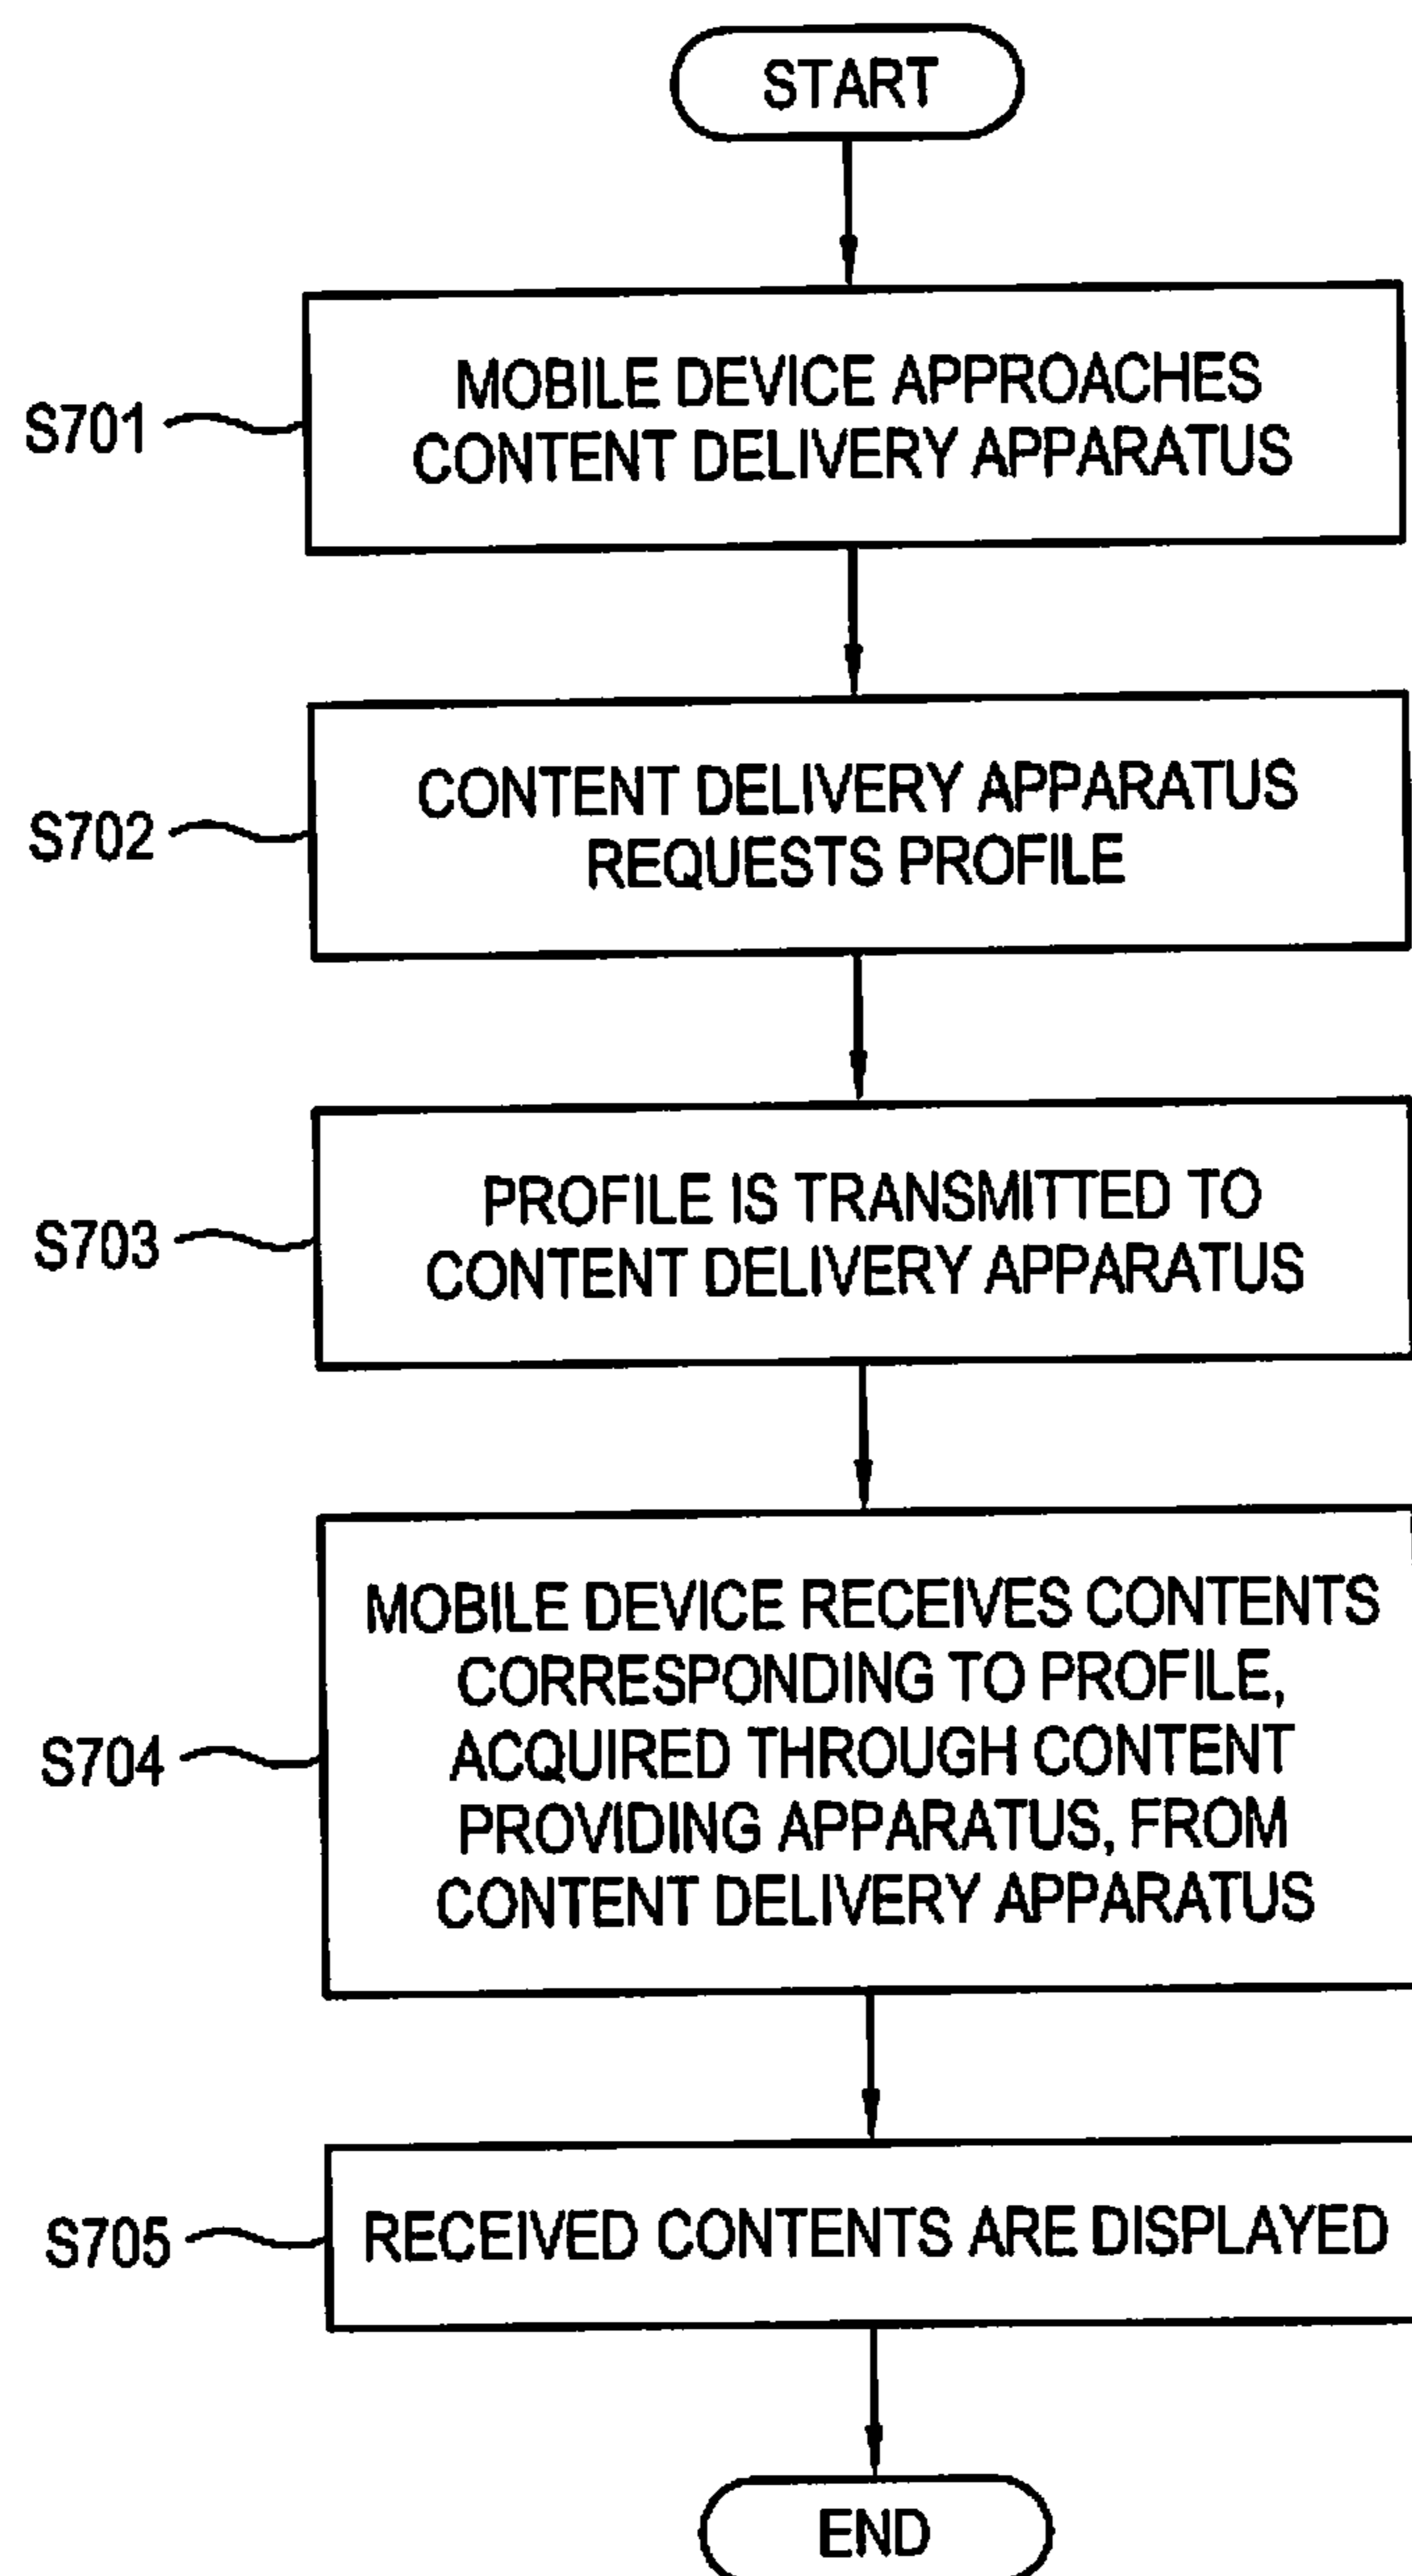 START
S701
MOBILE DEVICE APPROACHES
CONTENT DELIVERY APPARATUS
S702
CONTENT DELIVERY APPARATUS
REQUESTS PROFILE
S703
PROFILE IS TRANSMITTED TO
CONTENT DELIVERY APPARATUS
S704
MOBILE DEVICE RECEIVES CONTENTS
CORRESPONDING TO PROFILE,
ACQUIRED THROUGH CONTENT
PROVIDING APPARATUS, FROM
CONTENT DELIVERY APPARATUS
S705
RECEIVED CONTENTS ARE DISPLAYED
END